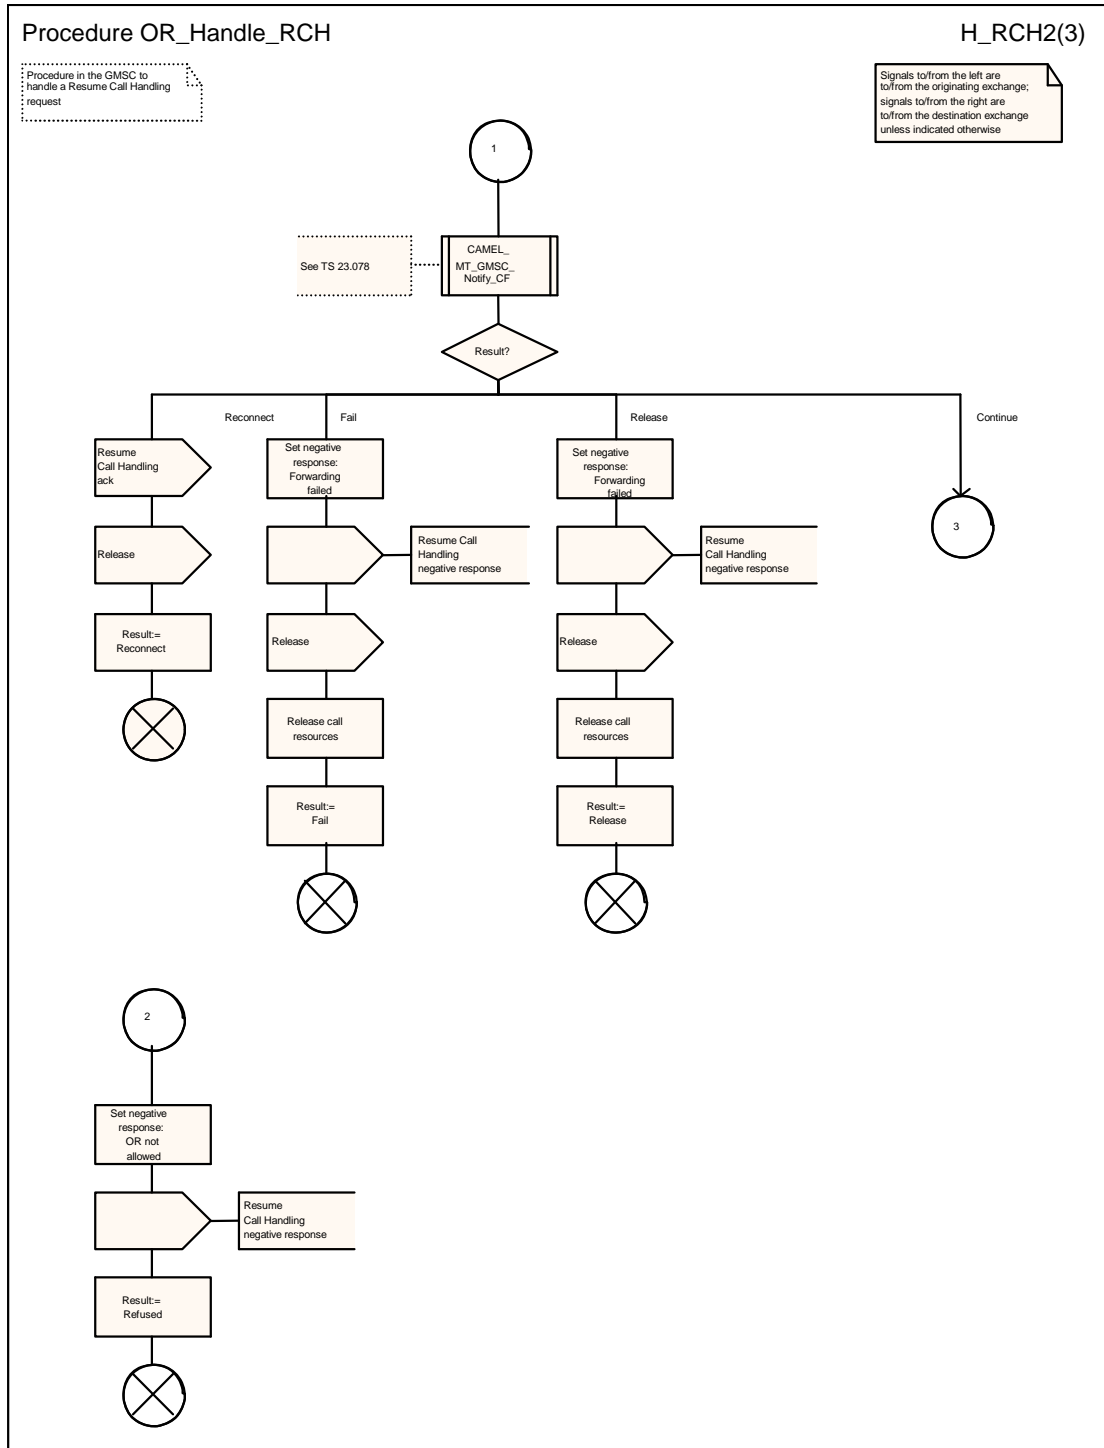 Procedure OR_Handle_RCH
H_RCH2(3)
Procedure in the GMSC to
handle a Resume Call Handling
request
Signals to/from the left are
to/from the originating exchange;
signals to/from the right are
to/from the destination exchange
unless indicated otherwise
1
See TS 23.078
CAMEL_
MT_GMSC_
Notify_CF
Result?
Reconnect
Fail
Release
Continue
Resume
Call Handling
ack
Release
Result:=
Reconnect
Set negative
response:
Forwarding
failed
Resume Call
Handling
negative response
Release
Release call
resources
Result:=
Fail
Set negative
response:
Forwarding
failed
Resume
Call Handling
negative response
Release
Release call
resources
Result:=
Release
3
2
Set negative
response:
OR not
allowed
Resume
Call Handling
negative response
Result:=
Refused